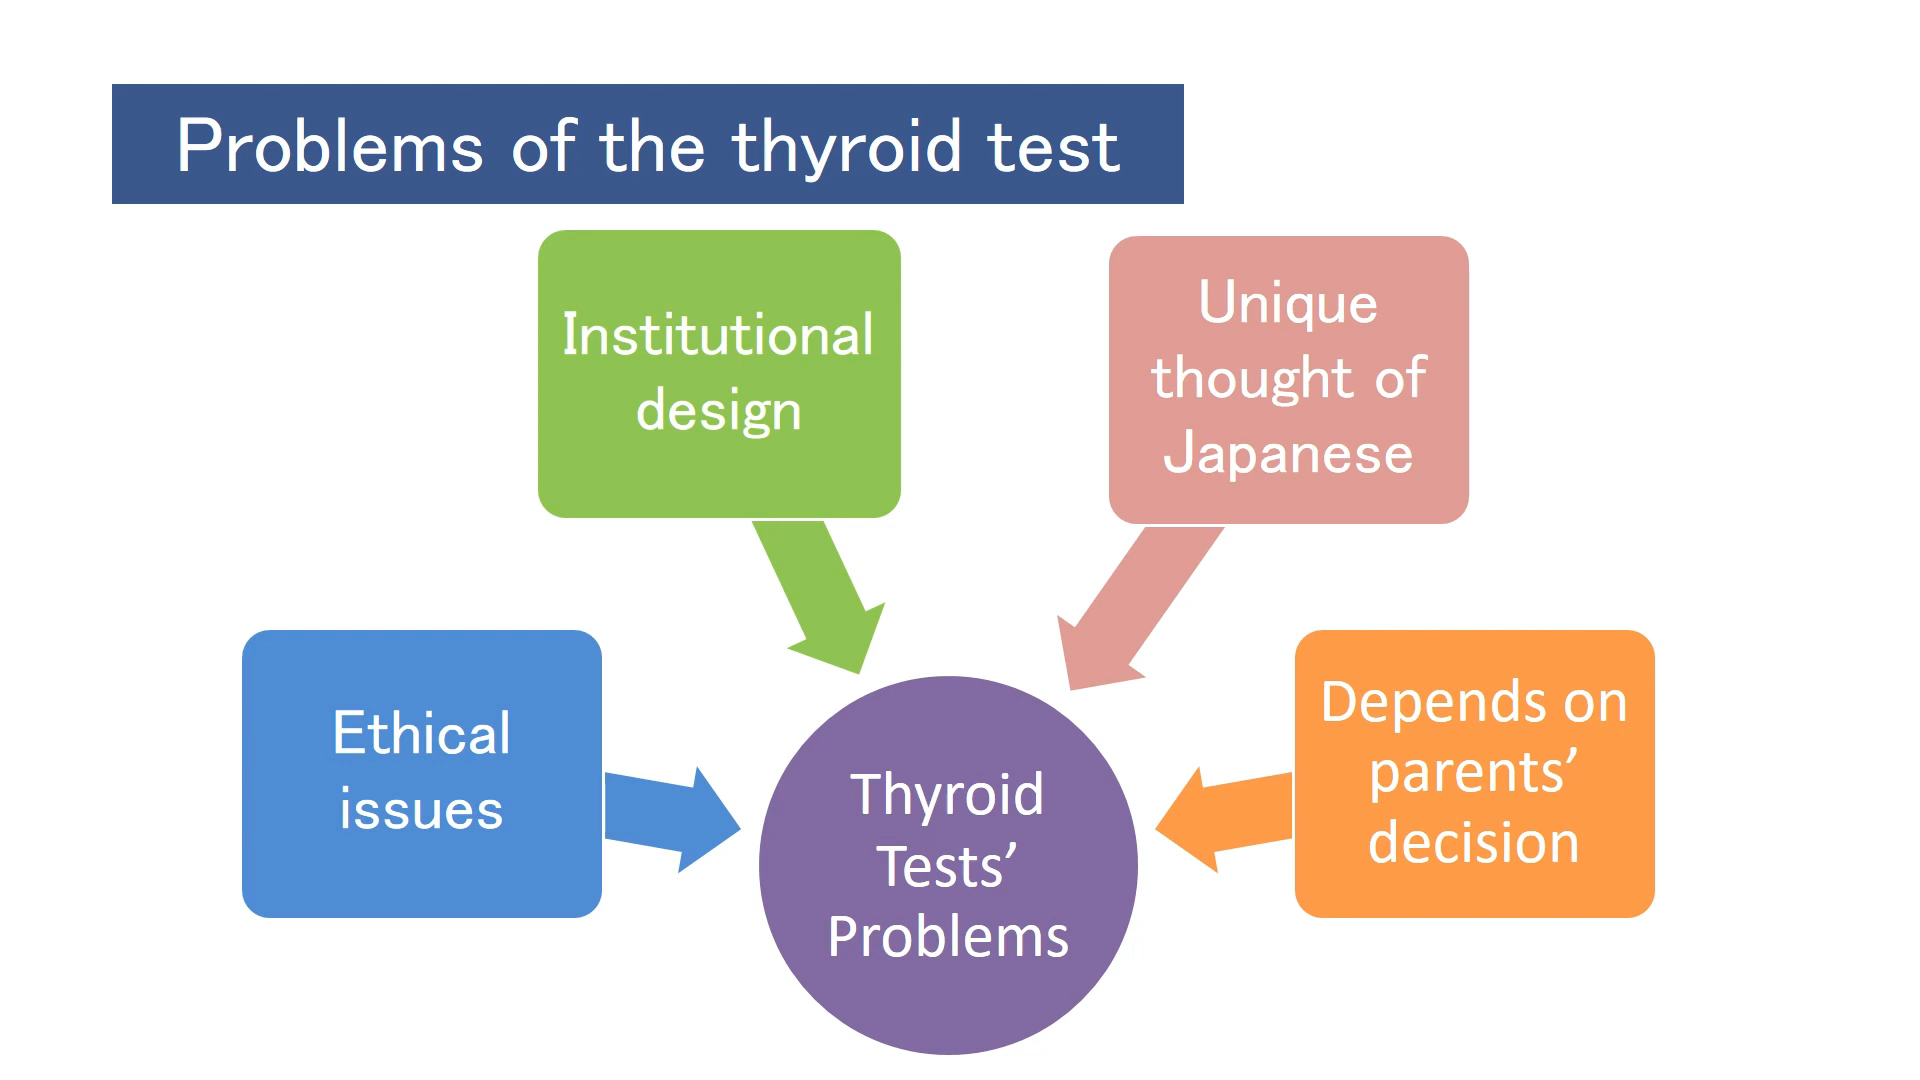 Problems of the thyroid test
Institutional
design
Unique
thought of
Japanese
Ethical
issues
Depends on
parents’
decision
Thyroid
Tests’
Problems